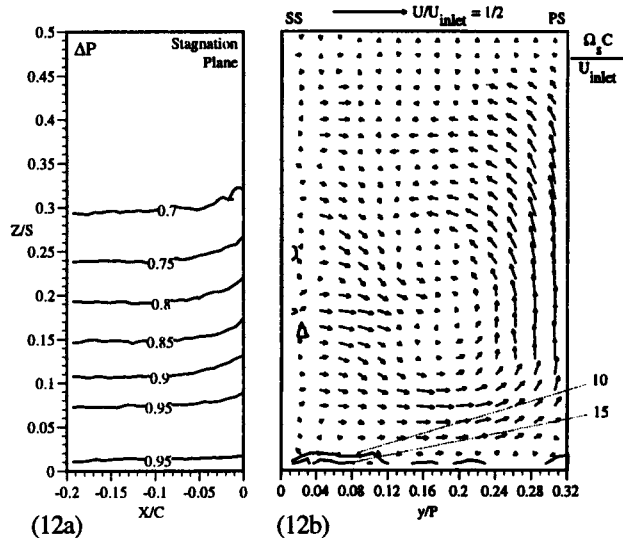 SS
U/U_inlet = 1/2
PS
ΔP
Stagnation
Plane
Ω_sC
U_inlet
0.5
0.45
0.4
0.35
0.3
Z/S
0.25
0.2
0.15
0.1
0.05
0
0.7
0.75
0.8
0.85
0.9
0.95
0.95
10
15
-0.2
-0.15
-0.1
-0.05
0
X/C
0
0.04
0.08
0.12
0.16
0.2
0.24
0.28
0.32
y/P
(12a)
(12b)